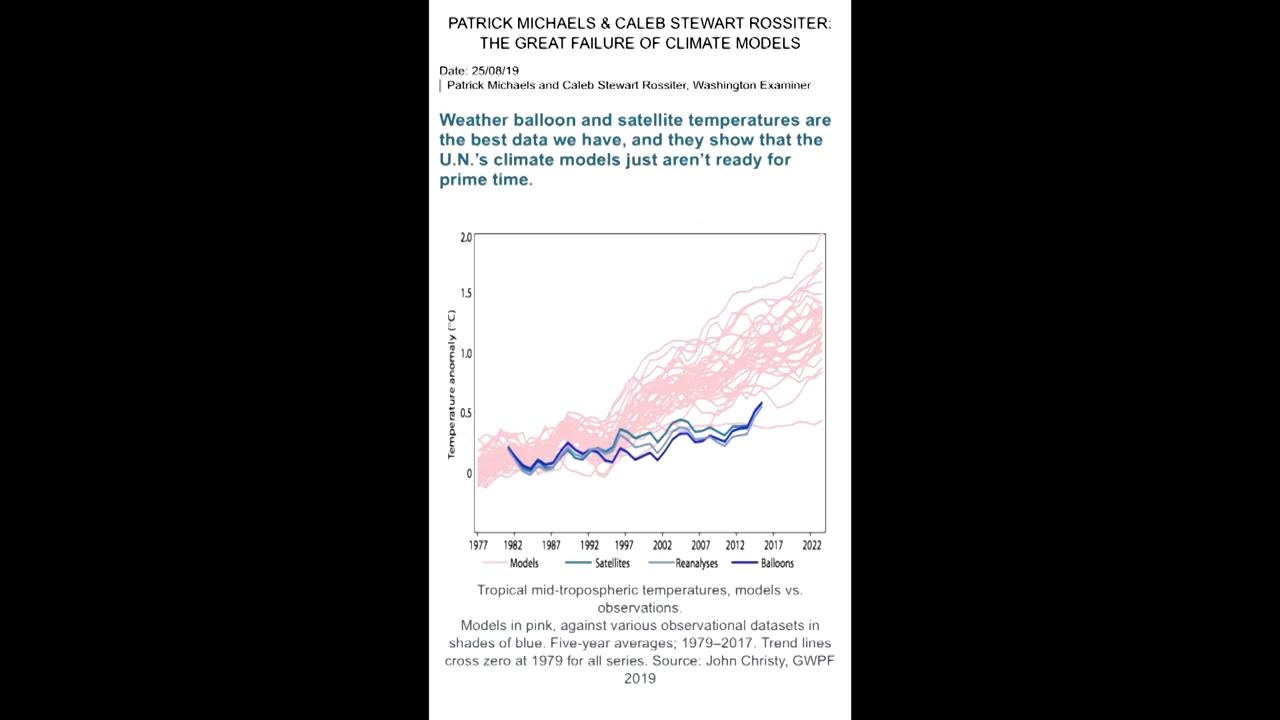 PATRICK MICHAELS & CALEB STEWART ROSSITER:
THE GREAT FAILURE OF CLIMATE MODELS
Date: 25/08/19
Patrick Michaels and Caleb Stewart Rossiter, Washington Examiner
Weather balloon and satellite temperatures are
the best data we have, and they show that the
U.N.’s climate models just aren’t ready for
prime time.
Temperature anomaly (°C)
2.0
1.5
1.0
0.5
0
1977 1982 1987 1992 1997 2002 2007 2012 2017 2022
Models Satellites Reanalyses Balloons
Tropical mid-tropospheric temperatures, models vs.
observations.
Models in pink, against various observational datasets in
shades of blue. Five-year averages; 1979–2017. Trend lines
cross zero at 1979 for all series. Source: John Christy, GWPF
2019